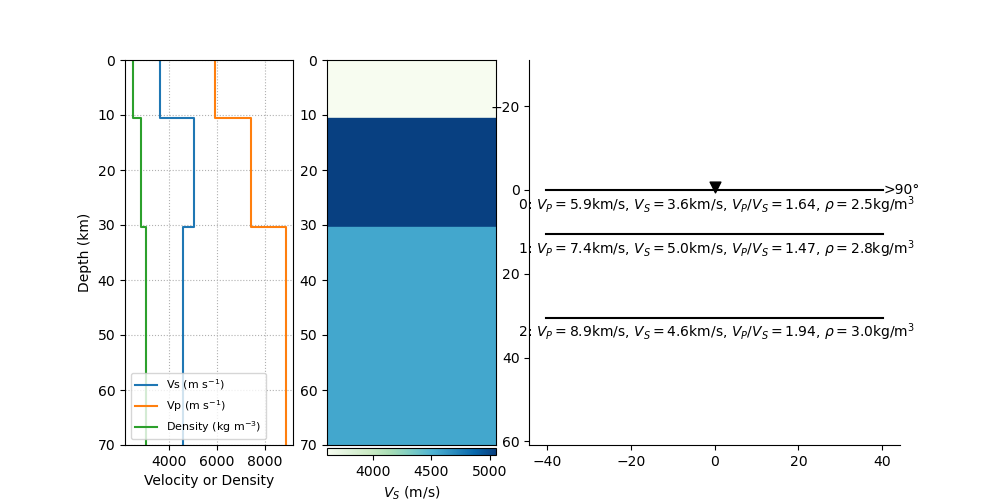 0
10
20
30
40
50
60
70
Depth (km)
4000 6000 8000
Velocity or Density
Vs (m s⁻¹)
Vp (m s⁻¹)
Density (kg m⁻³)
0
10
20
30
40
50
60
70
4000 4500 5000
V_S (m/s)
−20
0
20
40
60
−40 −20 0 20 40
>90°
0: V_P = 5.9km/s, V_S = 3.6km/s, V_P/V_S = 1.64, ρ = 2.5kg/m³
1: V_P = 7.4km/s, V_S = 5.0km/s, V_P/V_S = 1.47, ρ = 2.8kg/m³
2: V_P = 8.9km/s, V_S = 4.6km/s, V_P/V_S = 1.94, ρ = 3.0kg/m³